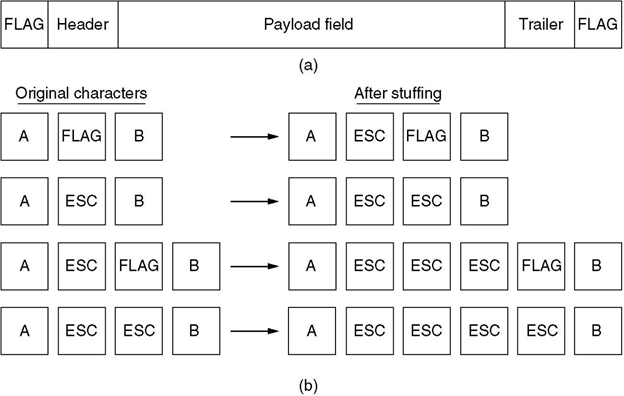 FLAG Header Payload field Trailer FLAG
(a)
Original characters After stuffing
A FLAG B A ESC FLAG B
A ESC B A ESC ESC B
A ESC FLAG B A ESC ESC ESC FLAG B
A ESC ESC B A ESC ESC ESC ESC B
(b)